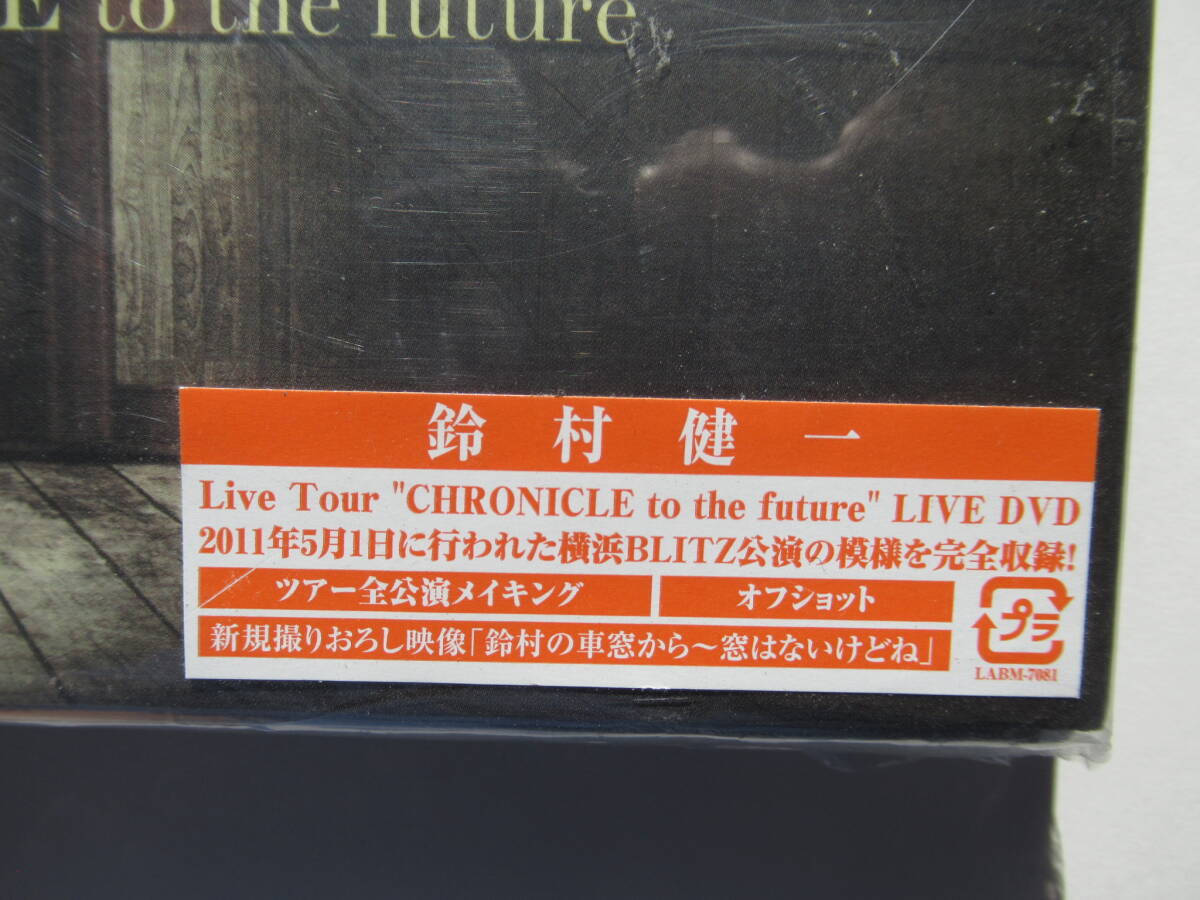 E to the future
鈴村健一
Live Tour "CHRONICLE to the future" LIVE DVD
2011年5月1日に行われた横浜BLITZ公演の模様を完全収録!
ツアー全公演メイキング
オフショット
新規撮りおろし映像「鈴村の車窓から～窓はないけどね」
プラ
LABM-7081